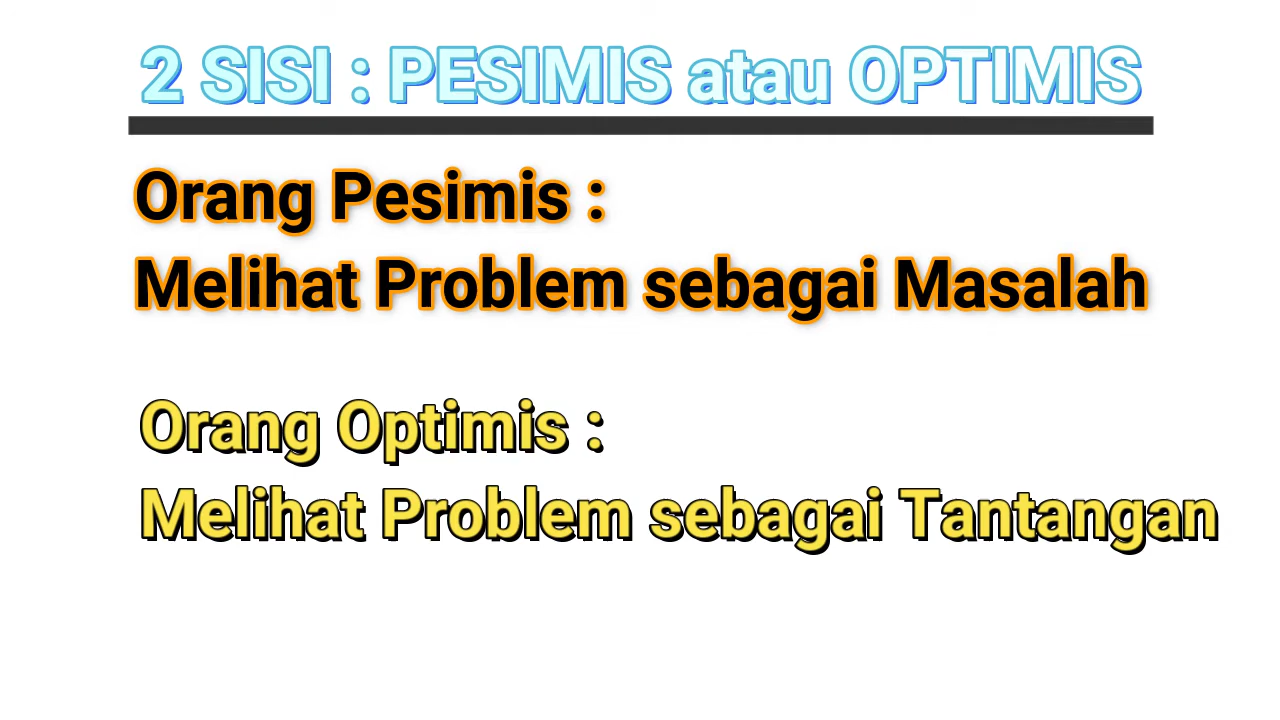 2 SISI : PESIMIS atau OPTIMIS
Orang Pesimis :
Melihat Problem sebagai Masalah
Orang Optimis :
Melihat Problem sebagai Tantangan